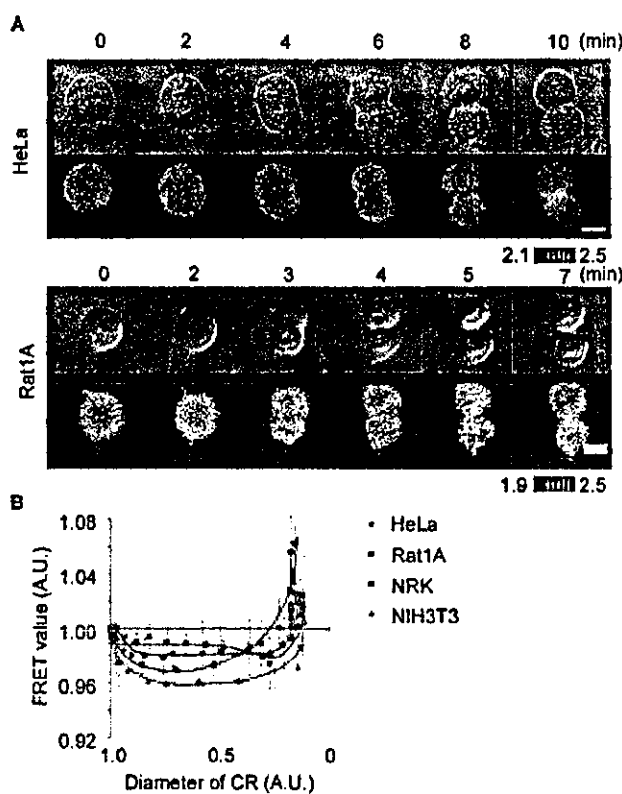 A
0 2 4 6 8 10 (min)
HeLa
2.1 2.5
0 2 3 4 5 7 (min)
Rat1A
1.9 2.5
B
1.08
1.04
1.00
0.96
0.92
FRET value (A.U.)
1.0 0.5 0
Diameter of CR (A.U.)
HeLa
Rat1A
NRK
NIH3T3